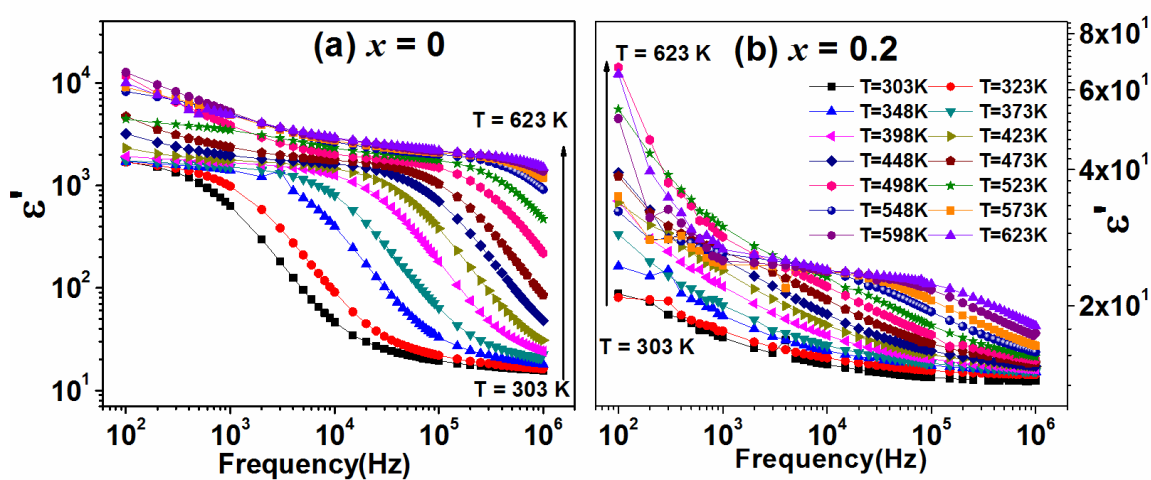 (a) x = 0
ε'
10⁴
10³
10²
10¹
T = 623 K
T = 303 K
10² 10³ 10⁴ 10⁵ 10⁶
Frequency(Hz)
(b) x = 0.2
T = 623 K
T = 303 K
T=303K T=323K
T=348K T=373K
T=398K T=423K
T=448K T=473K
T=498K T=523K
T=548K T=573K
T=598K T=623K
8x10¹
6x10¹
4x10¹
2x10¹
ε'
10² 10³ 10⁴ 10⁵ 10⁶
Frequency(Hz)